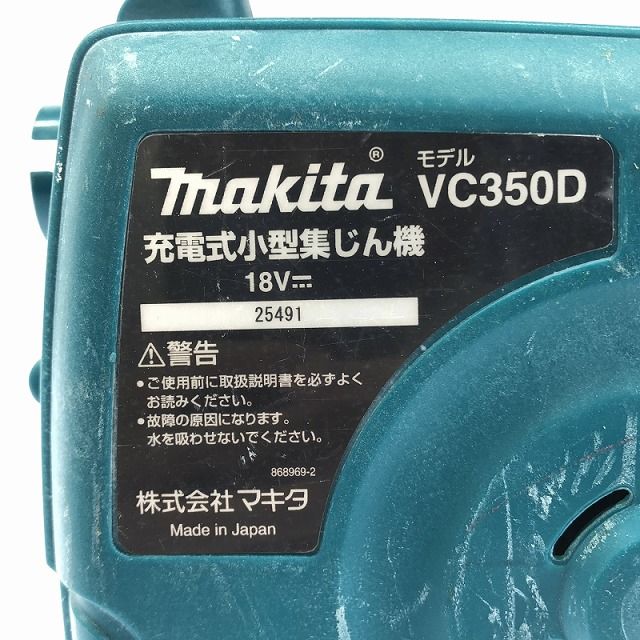 makita®
モデル
VC350D
充電式小型集じん機
18V⎓
25491
⚠警告
●ご使用前に取扱説明書を必ずよく
お読みください。
●故障の原因になります。
水を吸わせないでください。
868969-2
株式会社 マキタ
Made in Japan